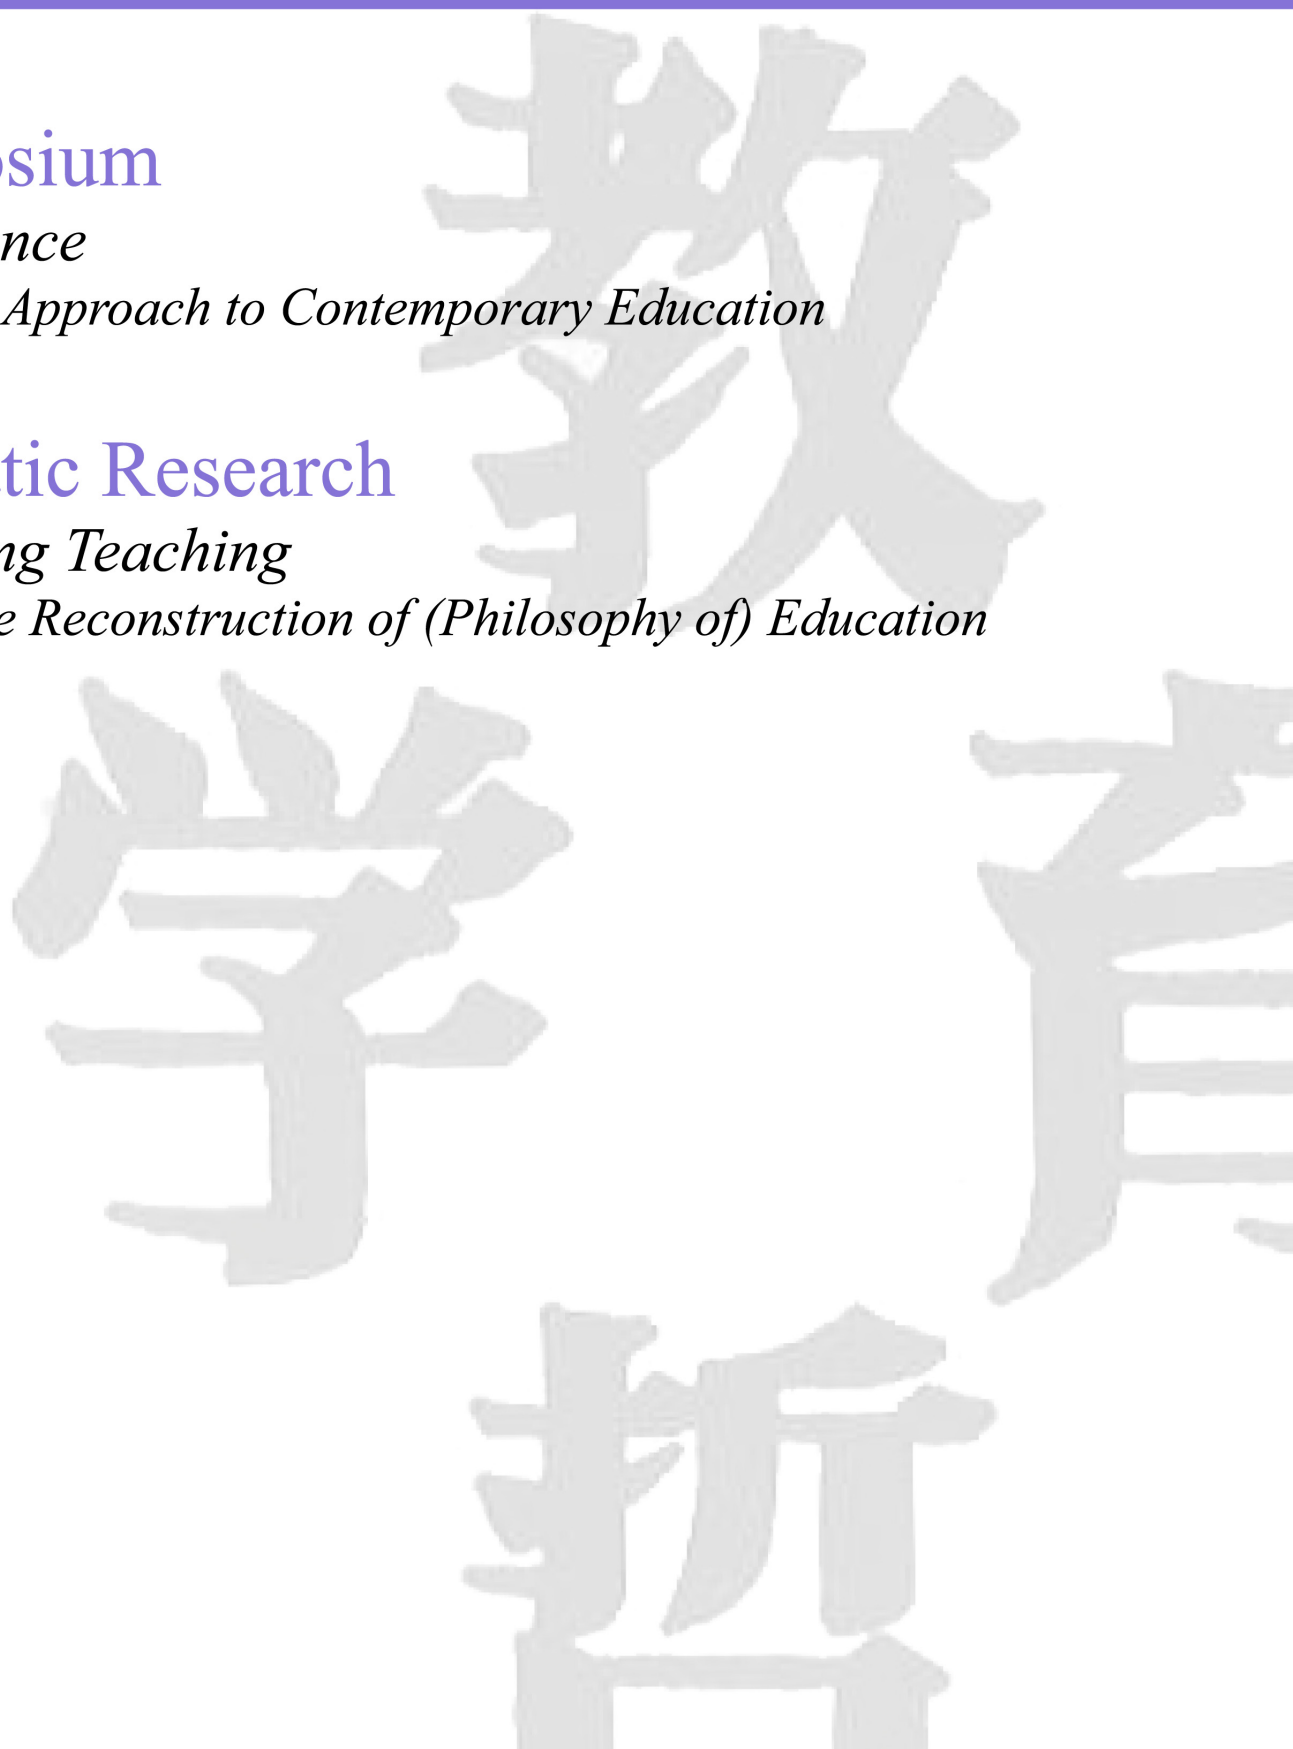 osium
nce
Approach to Contemporary Education
tic Research
ng Teaching
e Reconstruction of (Philosophy of) Education
教
学
育
哲